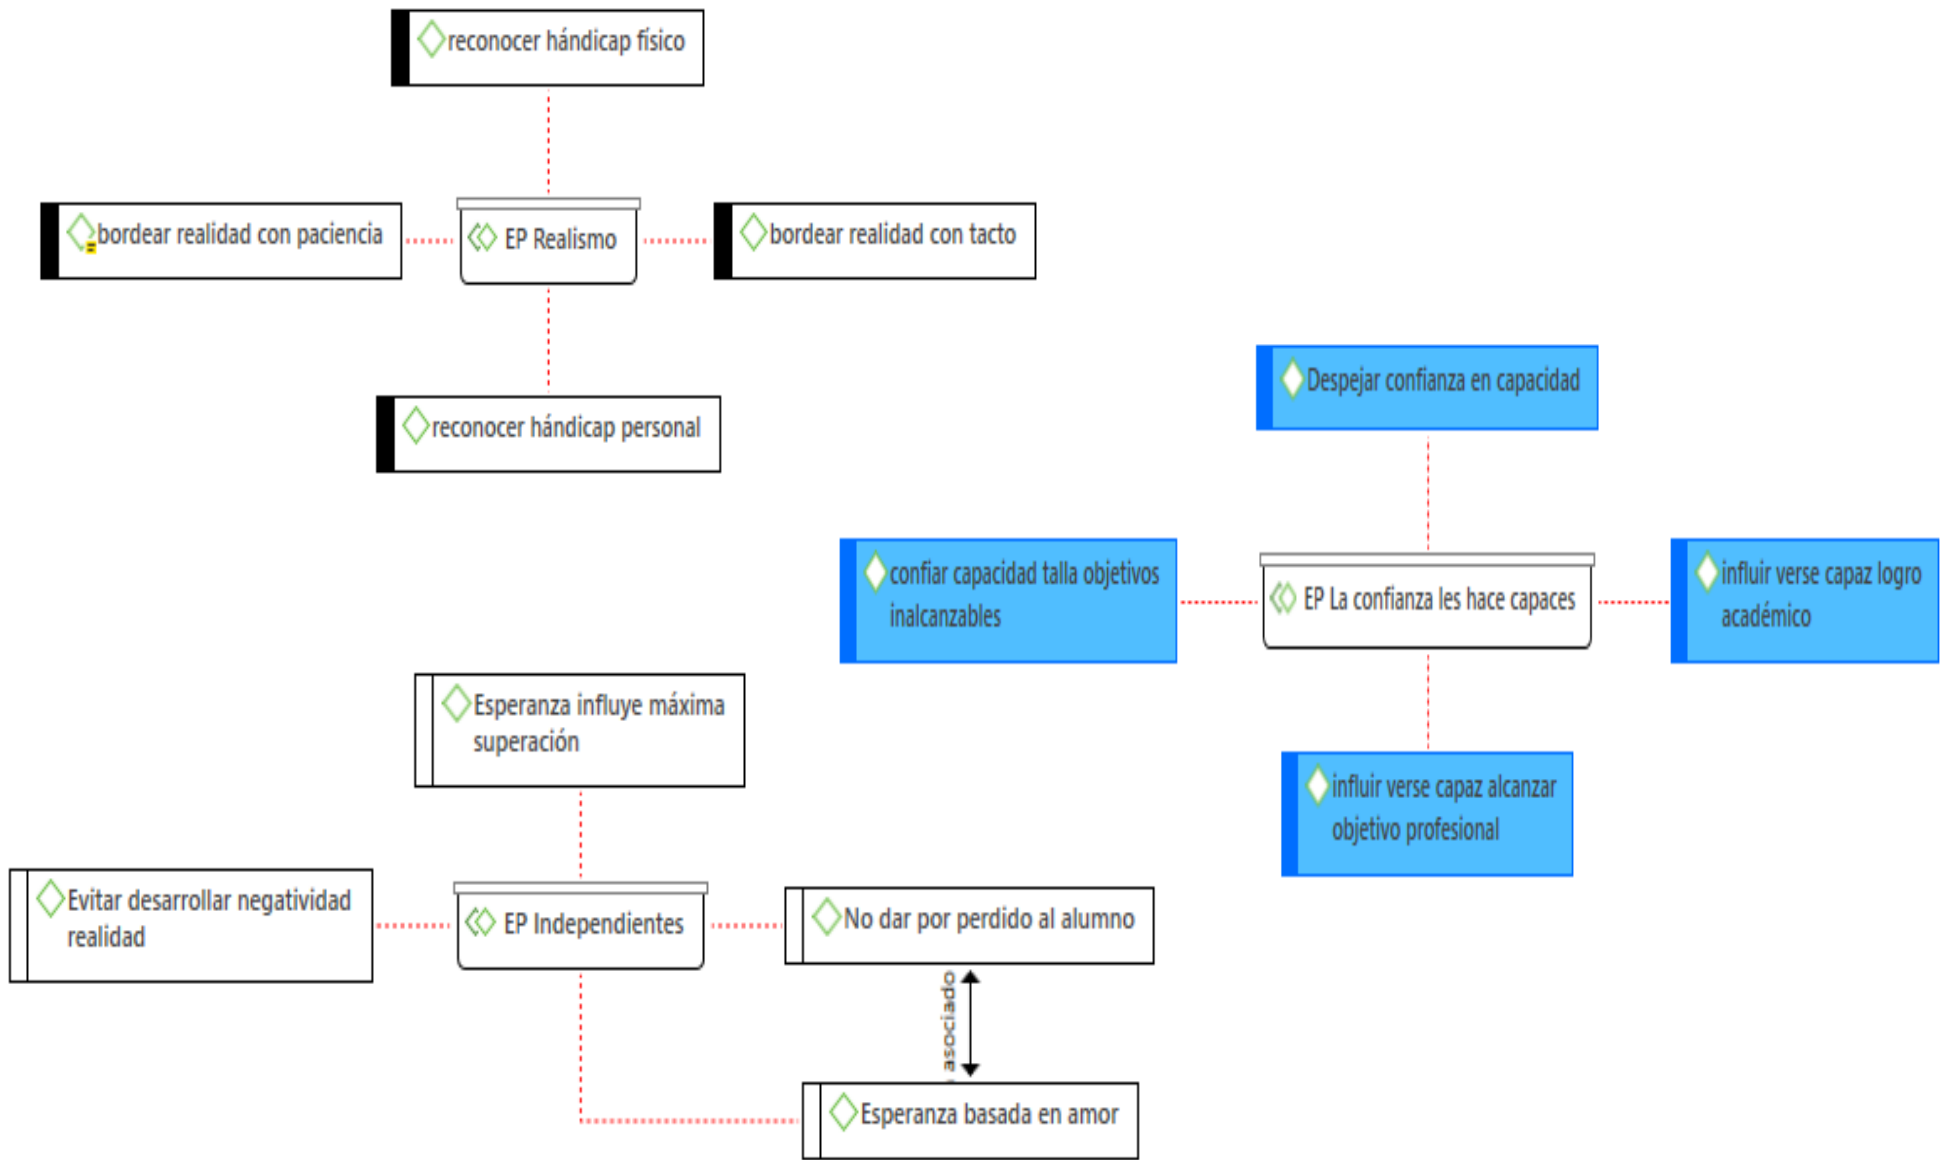 reconocer hándicap físico
bordear realidad con paciencia
EP Realismo
bordear realidad con tacto
reconocer hándicap personal
Despejar confianza en capacidad
confiar capacidad talla objetivos
inalcanzables
EP La confianza les hace capaces
influir verse capaz logro
académico
influir verse capaz alcanzar
objetivo profesional
Esperanza influye máxima
superación
Evitar desarrollar negatividad
realidad
EP Independientes
No dar por perdido al alumno
asociado
Esperanza basada en amor